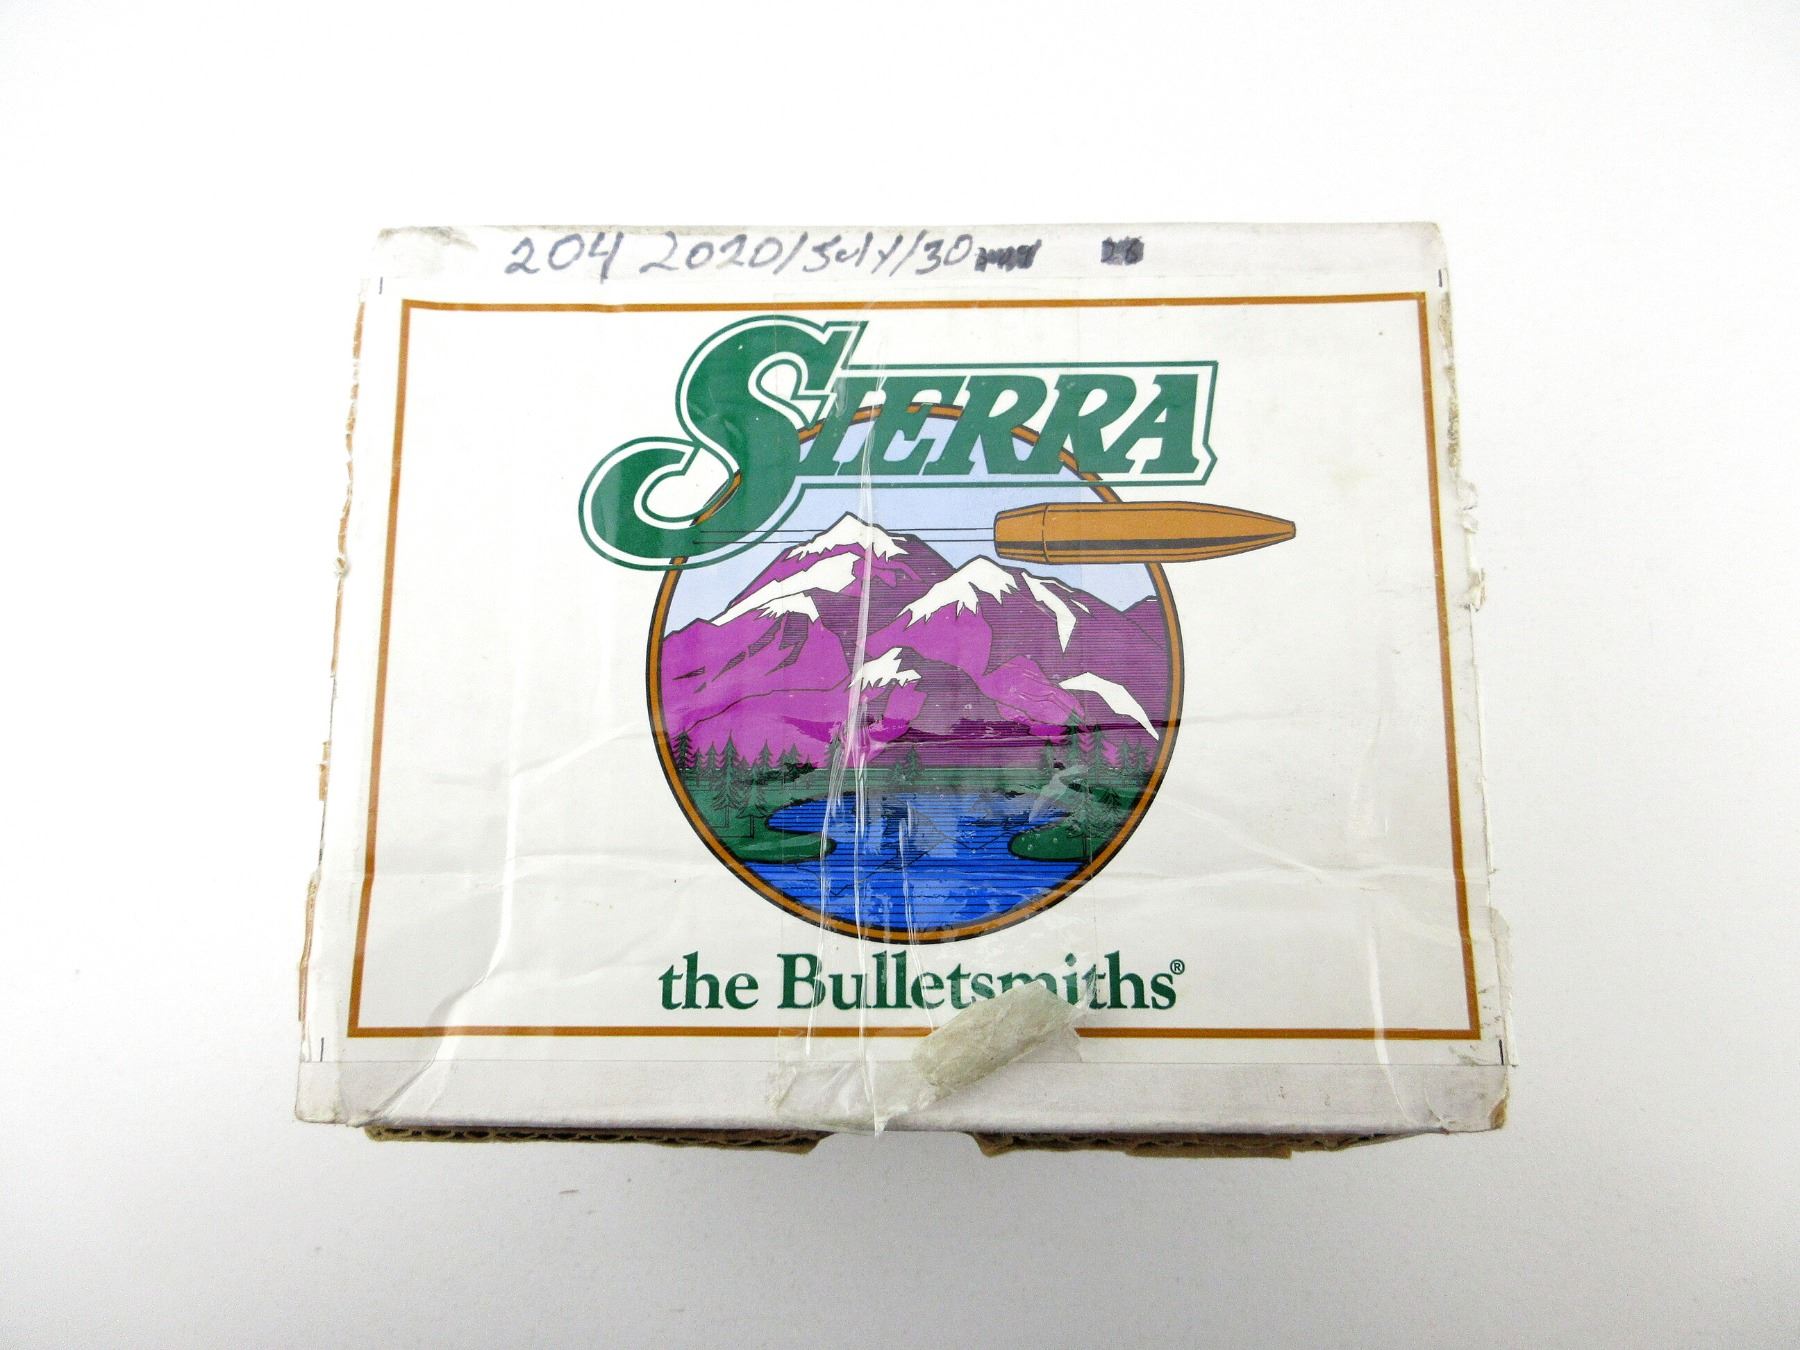 204 2020/July/30
SIERRA
the Bulletsmiths®